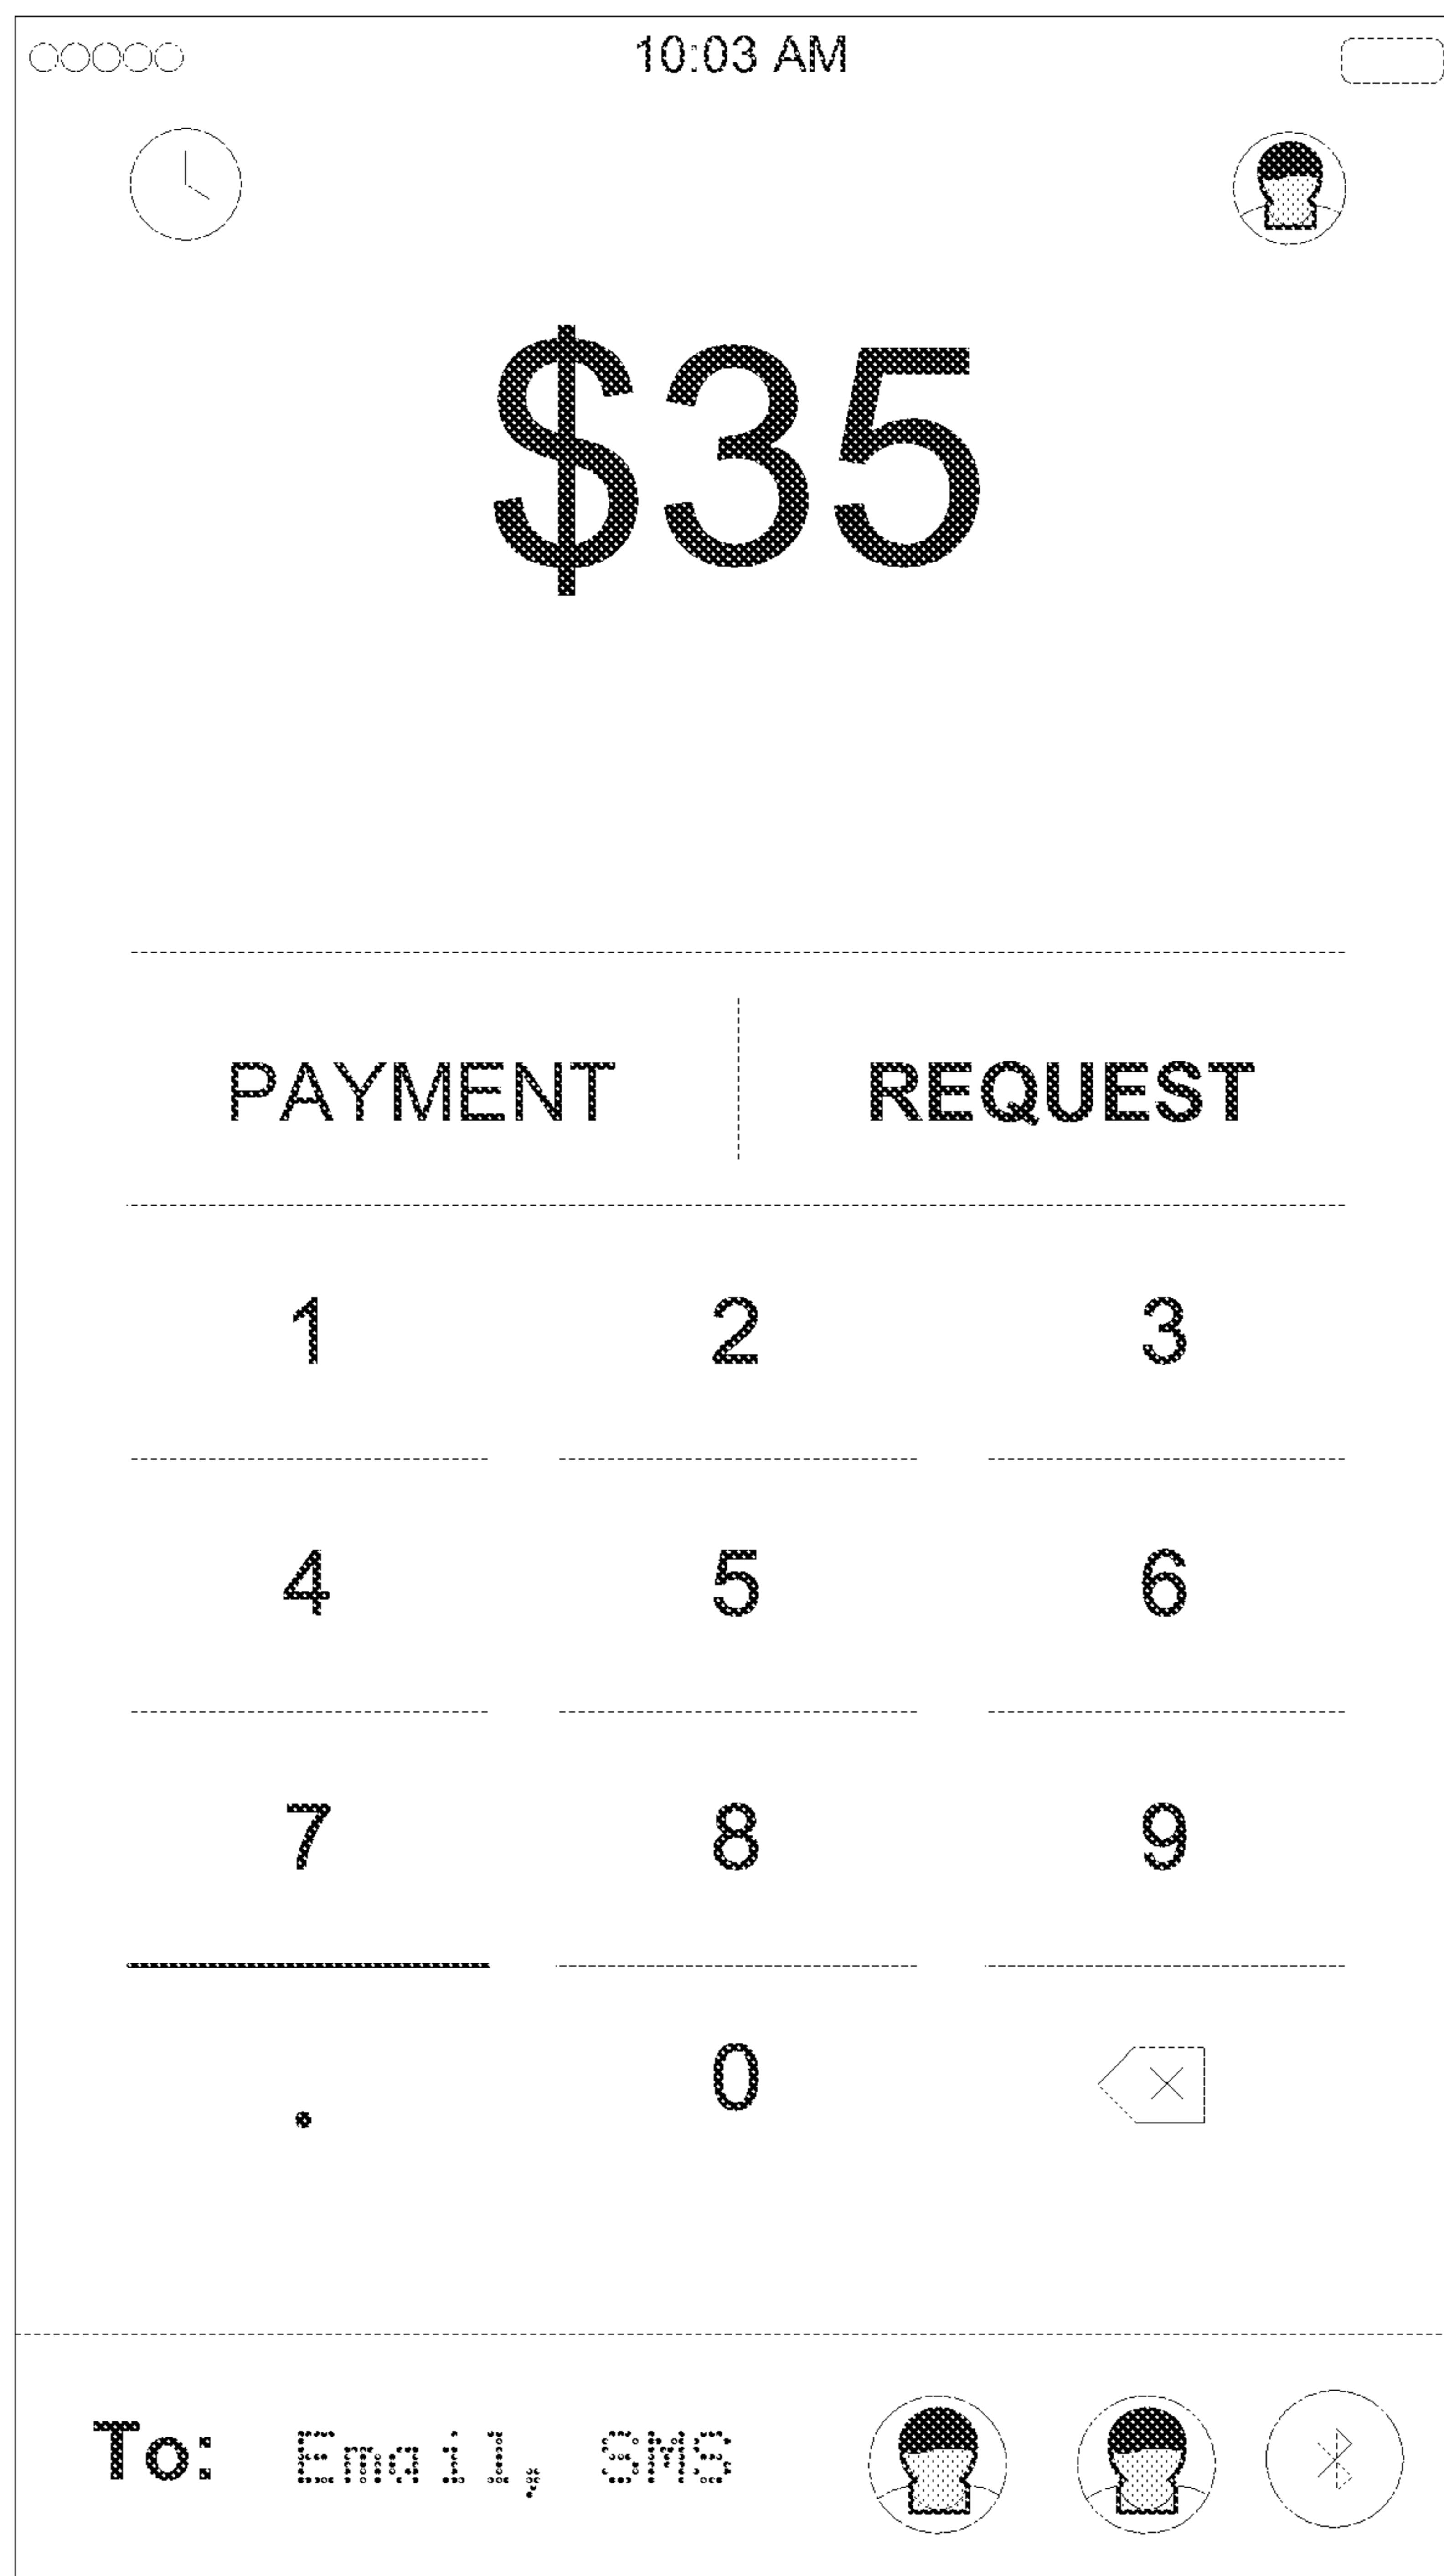 10:03 AM
$35
PAYMENT REQUEST
1 2 3
4 5 6
7 8 9
. 0
To: Email, SMS